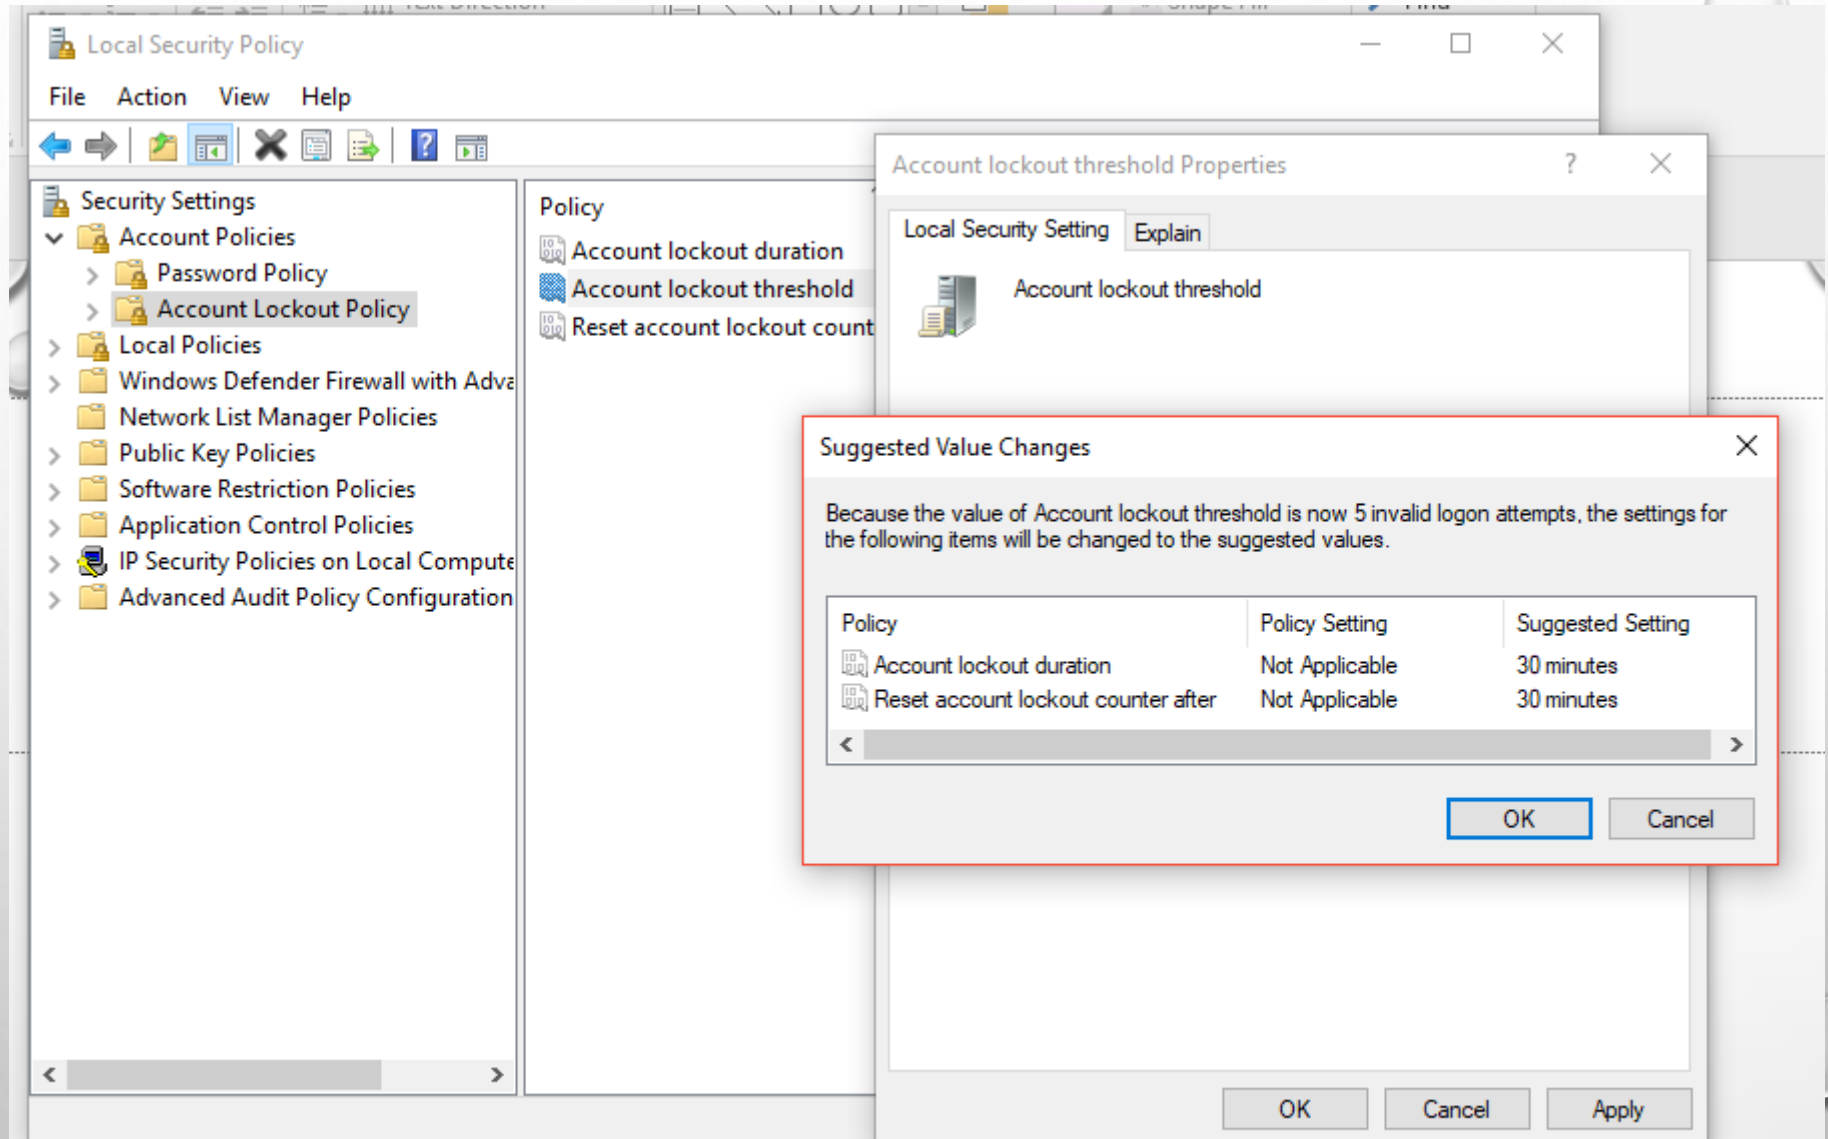 Local Security Policy
File Action View Help
Security Settings
Account Policies
Password Policy
Account Lockout Policy
Local Policies
Windows Defender Firewall with Adva
Network List Manager Policies
Public Key Policies
Software Restriction Policies
Application Control Policies
IP Security Policies on Local Compute
Advanced Audit Policy Configuration
Policy
Account lockout duration
Account lockout threshold
Reset account lockout count
Account lockout threshold Properties
Local Security Setting Explain
Account lockout threshold
Suggested Value Changes
Because the value of Account lockout threshold is now 5 invalid logon attempts, the settings for
the following items will be changed to the suggested values.
Policy Policy Setting Suggested Setting
Account lockout duration Not Applicable 30 minutes
Reset account lockout counter after Not Applicable 30 minutes
OK Cancel
OK Cancel Apply